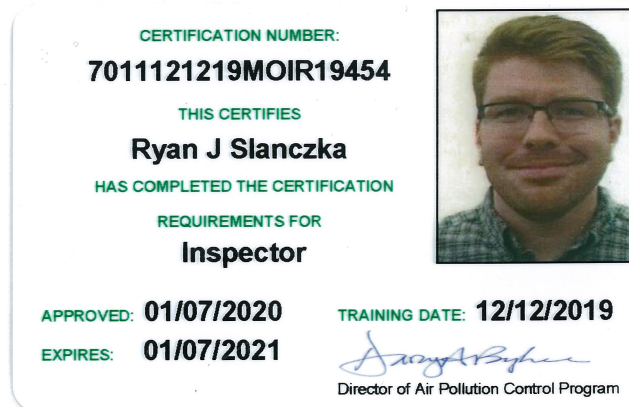 CERTIFICATION NUMBER:
7011121219MOIR19454
THIS CERTIFIES
Ryan J Slanczka
HAS COMPLETED THE CERTIFICATION
REQUIREMENTS FOR
Inspector
APPROVED: 01/07/2020
TRAINING DATE: 12/12/2019
EXPIRES: 01/07/2021
Director of Air Pollution Control Program